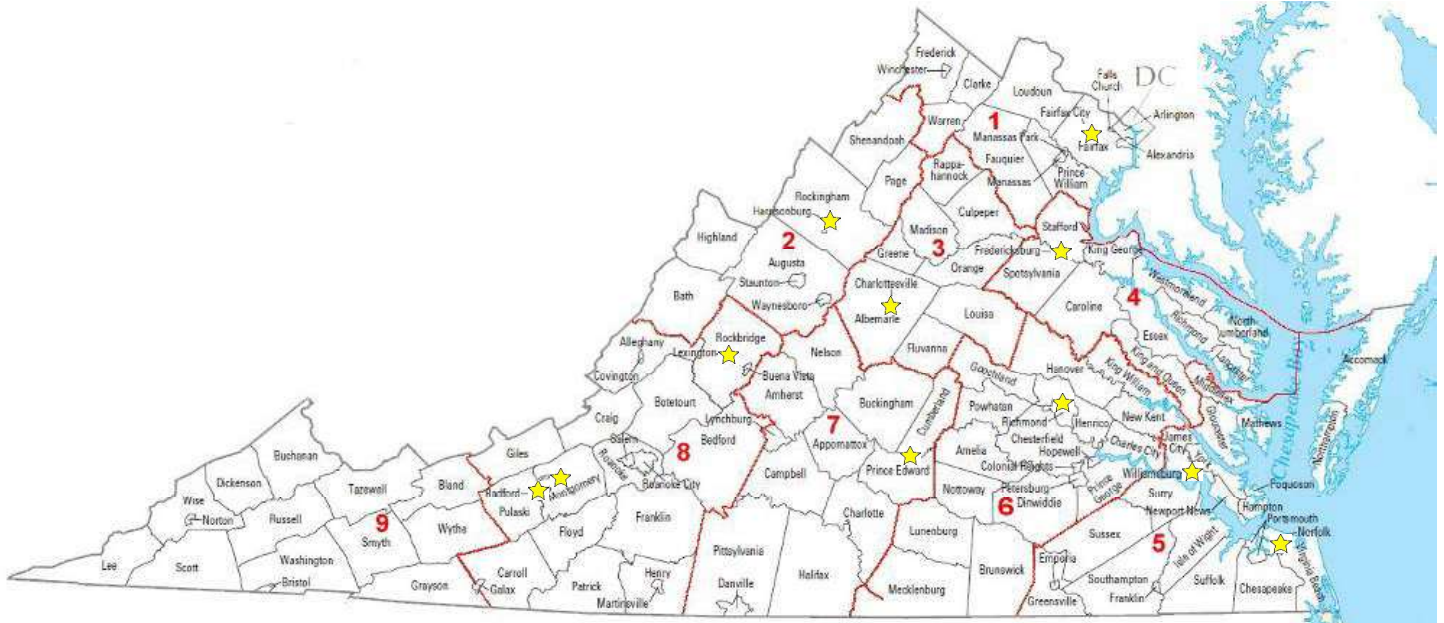 Frederick
Winchester
Clarke
Loudoun
Falls
Church
DC
Fairfax City
Arlington
Warren
1
Manassas Park
Fairfax
Alexandria
Shenandoah
Fauquier
Rappa-
hannock
Manassas
Prince
William
Page
Rockingham
Harrisonburg
Culpeper
Stafford
Madison
Highland
2
3
Fredericksburg
King George
Augusta
Greene
Orange
Spotsylvania
Staunton
Charlottesville
Westmoreland
4
Bath
Waynesboro
Caroline
Albemarle
Louisa
Richmond
North-
umberland
Rockbridge
Essex
Alleghany
Lexington
Nelson
Fluvanna
Lancaster
Chesapeake Bay
Accomack
Hanover
King and Queen
King William
Covington
Buena Vista
Goochland
Middlesex
Amherst
Botetourt
Buckingham
Cumberland
Powhatan
New Kent
Craig
Lynchburg
7
Richmond
Henrico
Gloucester
Mathews
Northampton
Salem
8
Bedford
Appomattox
Chesterfield
Charles City
James
City
York
Giles
Roanoke
Amelia
Hopewell
Buchanan
Campbell
Prince Edward
Colonial Heights
Williamsburg
Dickenson
Tazewell
Bland
Radford
Montgomery
Roanoke City
Nottoway
Petersburg
Prince
George
Surry
Poquoson
Wise
Pulaski
6
Dinwiddie
Newport News
Hampton
Norton
Russell
9
Wythe
Franklin
Charlotte
Portsmouth
Floyd
Lunenburg
Sussex
5
Isle of Wight
Norfolk
Smyth
Pittsylvania
Lee
Scott
Washington
Emporia
Virginia Beach
Bristol
Grayson
Carroll
Patrick
Henry
Danville
Halifax
Mecklenburg
Brunswick
Southampton
Suffolk
Chesapeake
Galax
Martinsville
Franklin
Greensville